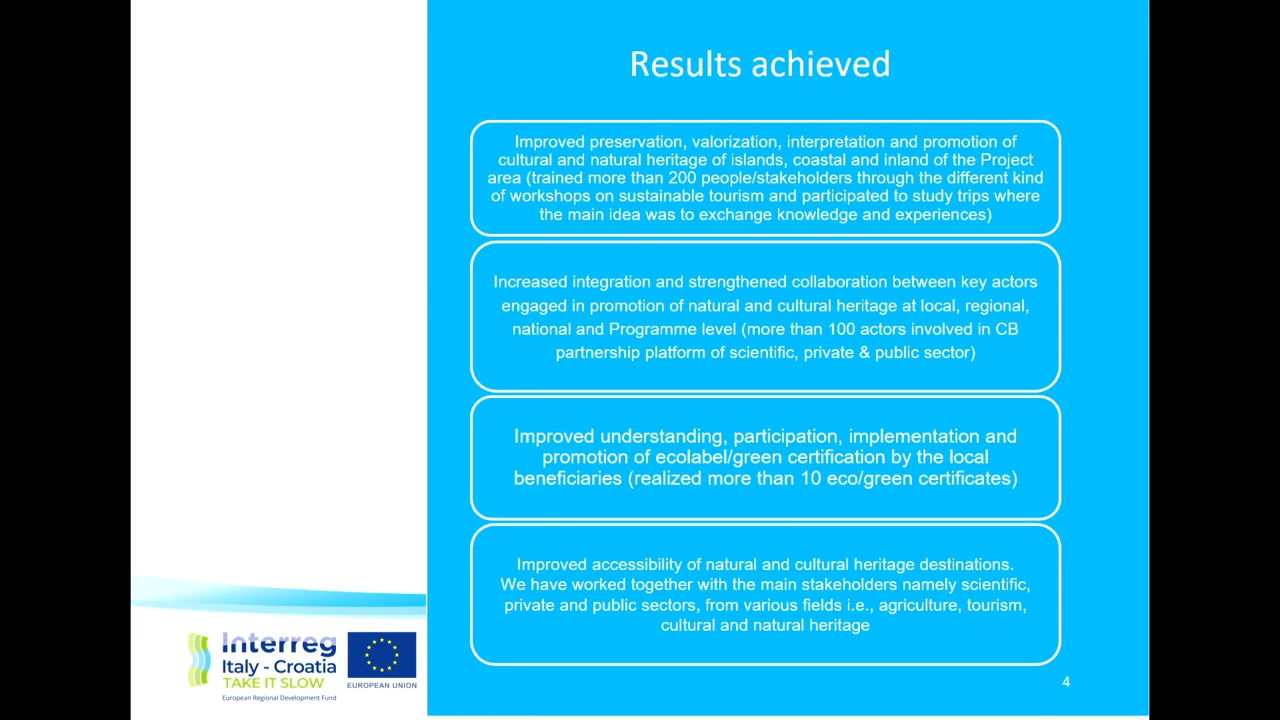 Results achieved
Improved preservation, valorization, interpretation and promotion of
cultural and natural heritage of islands, coastal and inland of the Project
area (trained more than 200 people/stakeholders through the different kind
of workshops on sustainable tourism and participated to study trips where
the main idea was to exchange knowledge and experiences)
Increased integration and strengthened collaboration between key actors
engaged in promotion of natural and cultural heritage at local, regional,
national and Programme level (more than 100 actors involved in CB
partnership platform of scientific, private & public sector)
Improved understanding, participation, implementation and
promotion of ecolabel/green certification by the local
beneficiaries (realized more than 10 eco/green certificates)
Improved accessibility of natural and cultural heritage destinations.
We have worked together with the main stakeholders namely scientific,
private and public sectors, from various fields i.e., agriculture, tourism,
cultural and natural heritage
Interreg
Italy - Croatia
TAKE IT SLOW
European Regional Development Fund
EUROPEAN UNION
4